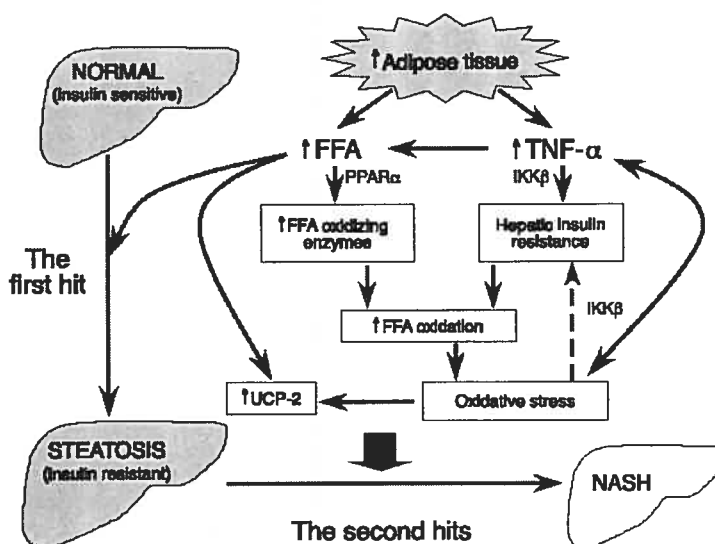 ↑Adipose tissue
NORMAL
(insulin sensitive)
↑FFA
↑TNF-α
PPARα
IKKβ
↑FFA oxidizing
enzymes
Hepatic insulin
resistance
The
first hit
↑FFA oxidation
IKKβ
↑UCP-2
Oxidative stress
STEATOSIS
(insulin resistant)
NASH
The second hits